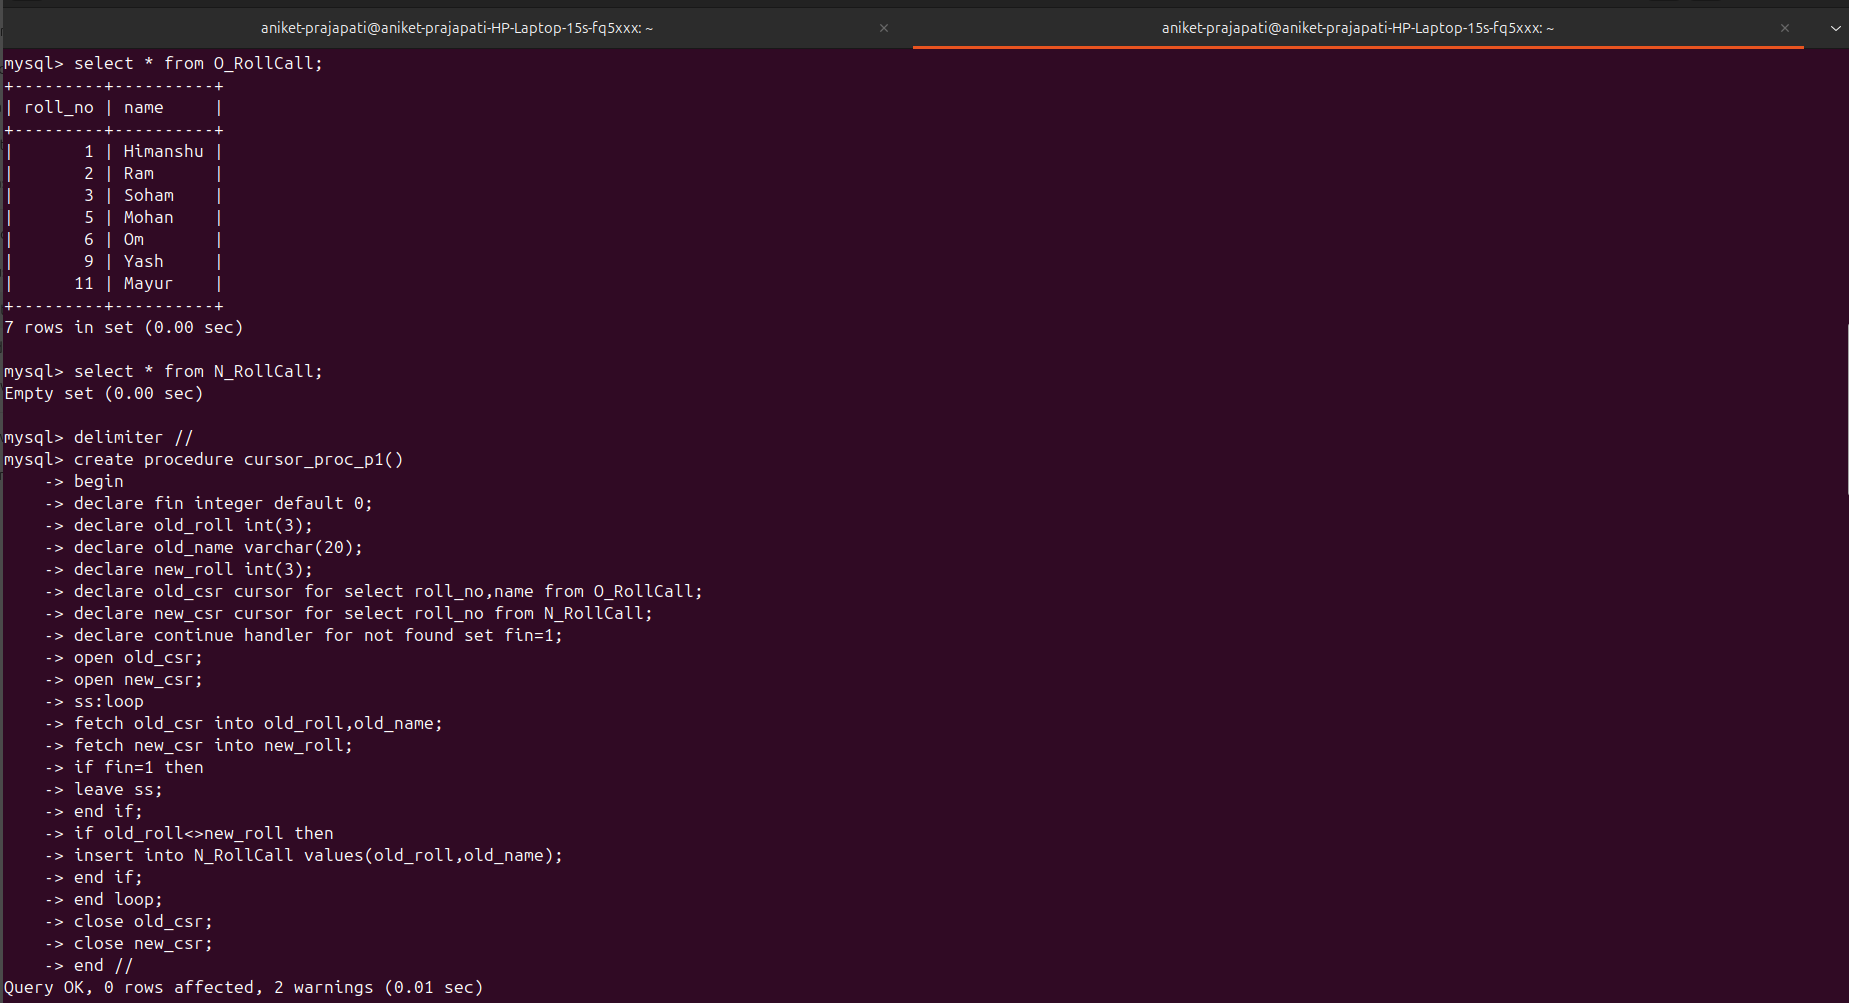 aniket-prajapati@aniket-prajapati-HP-Laptop-15s-fq5xxx: ~
aniket-prajapati@aniket-prajapati-HP-Laptop-15s-fq5xxx: ~
mysql> select * from O_RollCall;
+---------+----------+
| roll_no | name     |
+---------+----------+
|       1 | Himanshu |
|       2 | Ram      |
|       3 | Soham    |
|       5 | Mohan    |
|       6 | Om       |
|       9 | Yash     |
|      11 | Mayur    |
+---------+----------+
7 rows in set (0.00 sec)

mysql> select * from N_RollCall;
Empty set (0.00 sec)

mysql> delimiter //
mysql> create procedure cursor_proc_p1()
    -> begin
    -> declare fin integer default 0;
    -> declare old_roll int(3);
    -> declare old_name varchar(20);
    -> declare new_roll int(3);
    -> declare old_csr cursor for select roll_no,name from O_RollCall;
    -> declare new_csr cursor for select roll_no from N_RollCall;
    -> declare continue handler for not found set fin=1;
    -> open old_csr;
    -> open new_csr;
    -> ss:loop
    -> fetch old_csr into old_roll,old_name;
    -> fetch new_csr into new_roll;
    -> if fin=1 then
    -> leave ss;
    -> end if;
    -> if old_roll<>new_roll then
    -> insert into N_RollCall values(old_roll,old_name);
    -> end if;
    -> end loop;
    -> close old_csr;
    -> close new_csr;
    -> end //
Query OK, 0 rows affected, 2 warnings (0.01 sec)